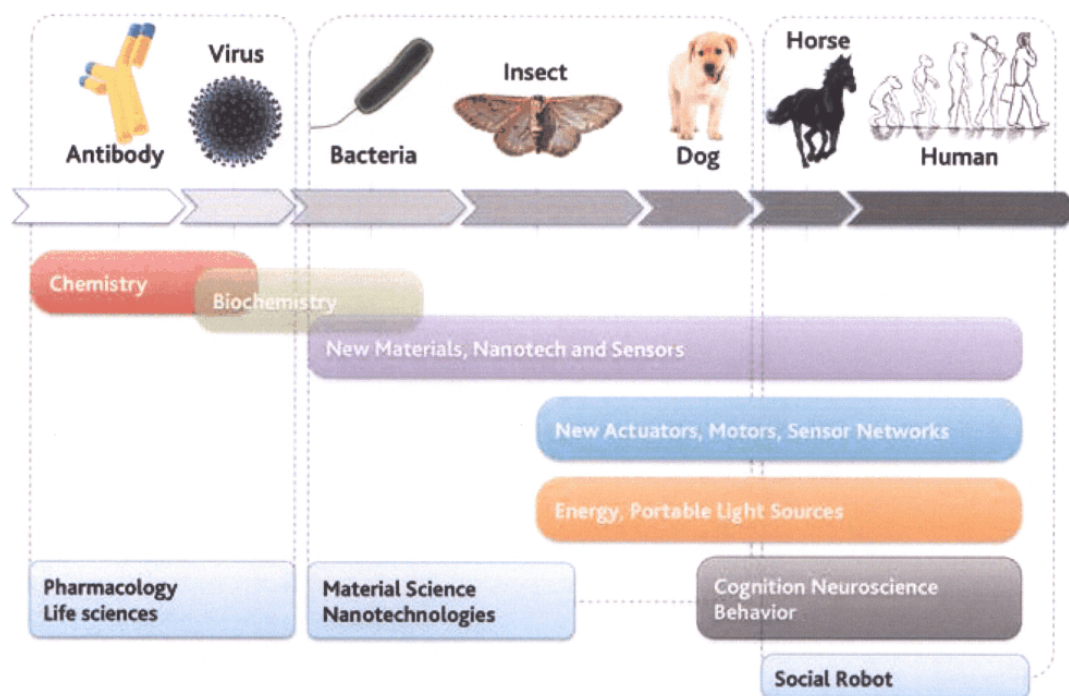 Antibody
Virus
Bacteria
Insect
Dog
Horse
Human
Chemistry
Biochemistry
New Materials, Nanotech and Sensors
New Actuators, Motors, Sensor Networks
Energy, Portable Light Sources
Cognition Neuroscience
Behavior
Pharmacology
Life sciences
Material Science
Nanotechnologies
Social Robot